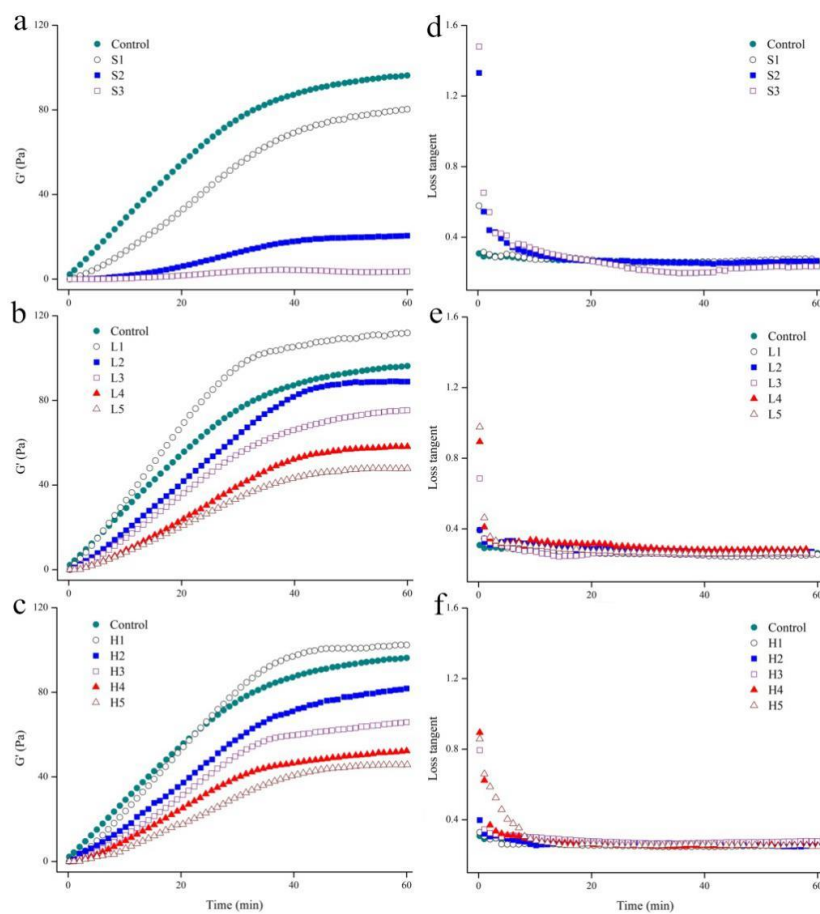 a
120
80
40
0
G' (Pa)
Control
S1
S2
S3
0
20
40
60
b
120
80
40
0
G' (Pa)
Control
L1
L2
L3
L4
L5
0
20
40
60
c
120
80
40
0
G' (Pa)
Control
H1
H2
H3
H4
H5
0
20
40
60
Time (min)
d
1.6
1.2
0.8
0.4
Loss tangent
Control
S1
S2
S3
0
20
40
60
e
1.6
1.2
0.8
0.4
Loss tangent
Control
L1
L2
L3
L4
L5
0
20
40
60
f
1.6
1.2
0.8
0.4
Loss tangent
Control
H1
H2
H3
H4
H5
0
20
40
60
Time (min)